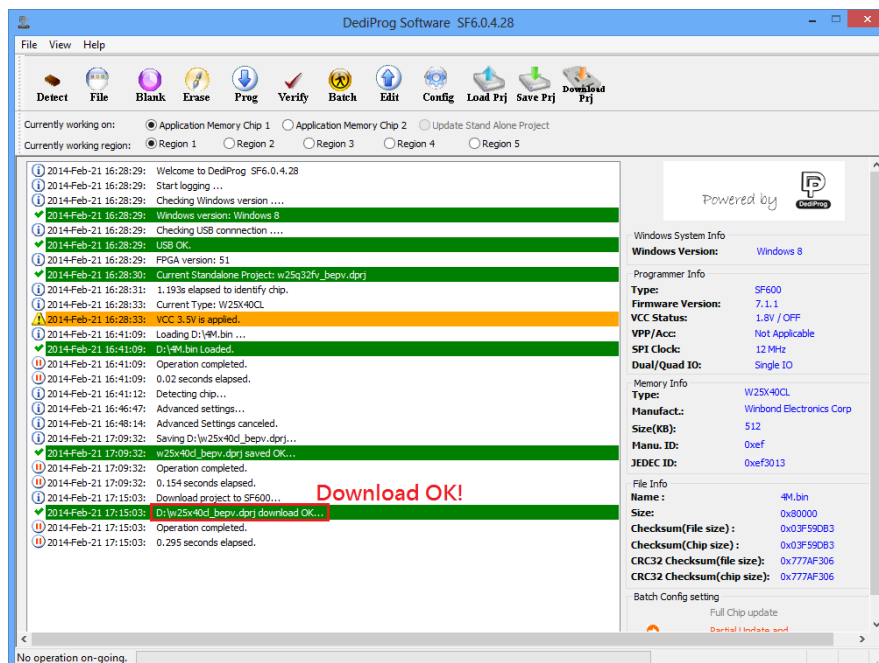 DediProg Software SF6.0.4.28
File View Help
Detect File Blank Erase Prog Verify Batch Edit Config Load Prj Save Prj Download Prj
Currently working on: Application Memory Chip 1 Application Memory Chip 2 Update Stand Alone Project
Currently working region: Region 1 Region 2 Region 3 Region 4 Region 5
2014-Feb-21 16:28:29: Welcome to DediProg SF6.0.4.28
2014-Feb-21 16:28:29: Start logging ...
2014-Feb-21 16:28:29: Checking Windows version ....
2014-Feb-21 16:28:29: Windows version: Windows 8
2014-Feb-21 16:28:29: Checking USB connnection ....
2014-Feb-21 16:28:29: USB OK.
2014-Feb-21 16:28:29: FPGA version: 51
2014-Feb-21 16:28:30: Current Standalone Project: w25q32fv_bepv.dprj
2014-Feb-21 16:28:31: 1.193s elapsed to identify chip.
2014-Feb-21 16:28:33: Current Type: W25X40CL
2014-Feb-21 16:28:33: VCC 3.5V is applied.
2014-Feb-21 16:41:09: Loading D:\4M.bin ...
2014-Feb-21 16:41:09: D:\4M.bin Loaded.
2014-Feb-21 16:41:09: Operation completed.
2014-Feb-21 16:41:09: 0.02 seconds elapsed.
2014-Feb-21 16:41:12: Detecting chip...
2014-Feb-21 16:46:47: Advanced settings...
2014-Feb-21 16:48:14: Advanced Settings canceled.
2014-Feb-21 17:09:32: Saving D:\w25x40cl_bepv.dprj...
2014-Feb-21 17:09:32: w25x40cl_bepv.dprj saved OK...
2014-Feb-21 17:09:32: Operation completed.
2014-Feb-21 17:09:32: 0.154 seconds elapsed.
2014-Feb-21 17:15:03: Download project to SF600...
Download OK!
2014-Feb-21 17:15:03: D:\w25x40cl_bepv.dprj download OK...
2014-Feb-21 17:15:03: Operation completed.
2014-Feb-21 17:15:03: 0.295 seconds elapsed.
Powered by DediProg
Windows System Info
Windows Version: Windows 8
Programmer Info
Type: SF600
Firmware Version: 7.1.1
VCC Status: 1.8V / OFF
VPP/Acc: Not Applicable
SPI Clock: 12 MHz
Dual/Quad IO: Single IO
Memory Info
Type: W25X40CL
Manufact.: Winbond Electronics Corp
Size(KB): 512
Manu. ID: 0xef
JEDEC ID: 0xef3013
File Info
Name : 4M.bin
Size: 0x80000
Checksum(File size) : 0x03F59DB3
Checksum(Chip size) : 0x03F59DB3
CRC32 Checksum(file size): 0x777AF306
CRC32 Checksum(chip size): 0x777AF306
Batch Config setting
Full Chip update
Partial Update and
No operation on-going.